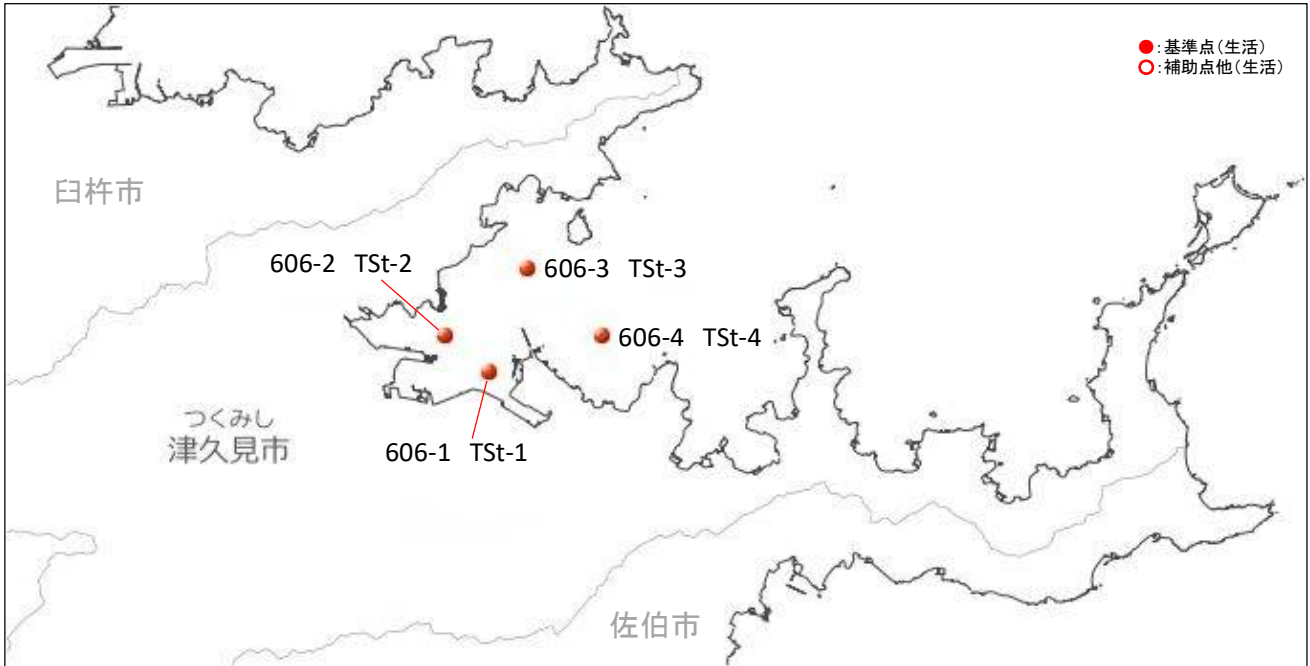 ●:基準点(生活)
○:補助点他(生活)
臼杵市
606-2 TSt-2
606-3 TSt-3
606-4 TSt-4
つくみし
津久見市
606-1 TSt-1
佐伯市